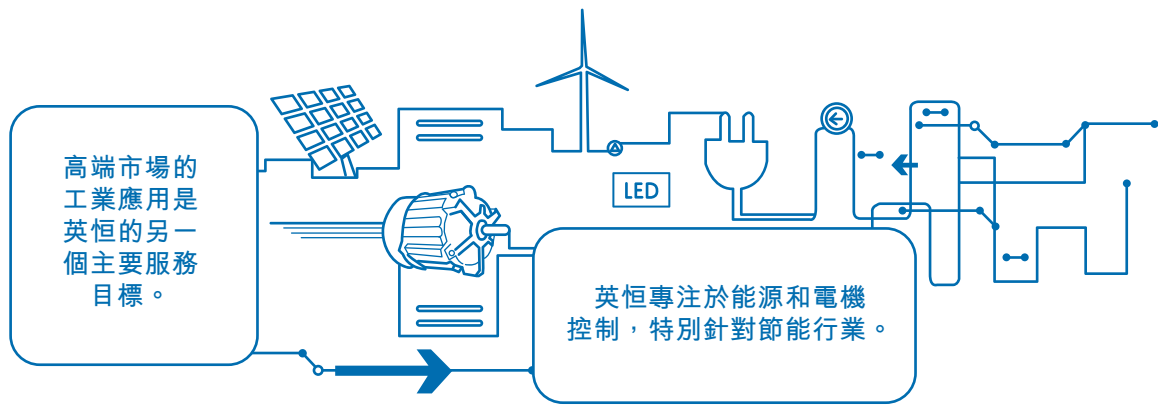 高端市場的
工業應用是
英恒的另一
個主要服務
目標。
LED
英恒專注於能源和電機
控制，特別針對節能行業。